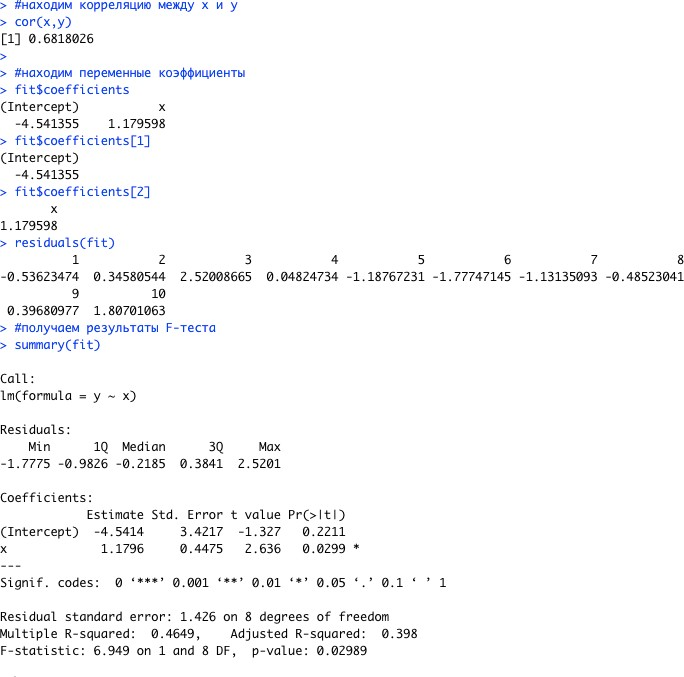 > #находим корреляцию между x и y
> cor(x,y)
[1] 0.6818026
>
> #находим переменные коэффициенты
> fit$coefficients
(Intercept)           x
  -4.541355    1.179598
> fit$coefficients[1]
(Intercept)
  -4.541355
> fit$coefficients[2]
       x
1.179598
> residuals(fit)
          1           2           3           4           5           6           7           8
-0.53623474  0.34580544  2.52008665  0.04824734 -1.18767231 -1.77747145 -1.13135093 -0.48523041
          9          10
 0.39680977  1.80701063
> #получаем результаты F-теста
> summary(fit)
Call:
lm(formula = y ~ x)
Residuals:
    Min      1Q  Median      3Q     Max
-1.7775 -0.9826 -0.2185  0.3841  2.5201
Coefficients:
            Estimate Std. Error t value Pr(>|t|)
(Intercept)  -4.5414     3.4217  -1.327   0.2211
x             1.1796     0.4475   2.636   0.0299 *
---
Signif. codes:  0 ‘***’ 0.001 ‘**’ 0.01 ‘*’ 0.05 ‘.’ 0.1 ‘ ’ 1
Residual standard error: 1.426 on 8 degrees of freedom
Multiple R-squared:  0.4649,    Adjusted R-squared:  0.398
F-statistic: 6.949 on 1 and 8 DF,  p-value: 0.02989